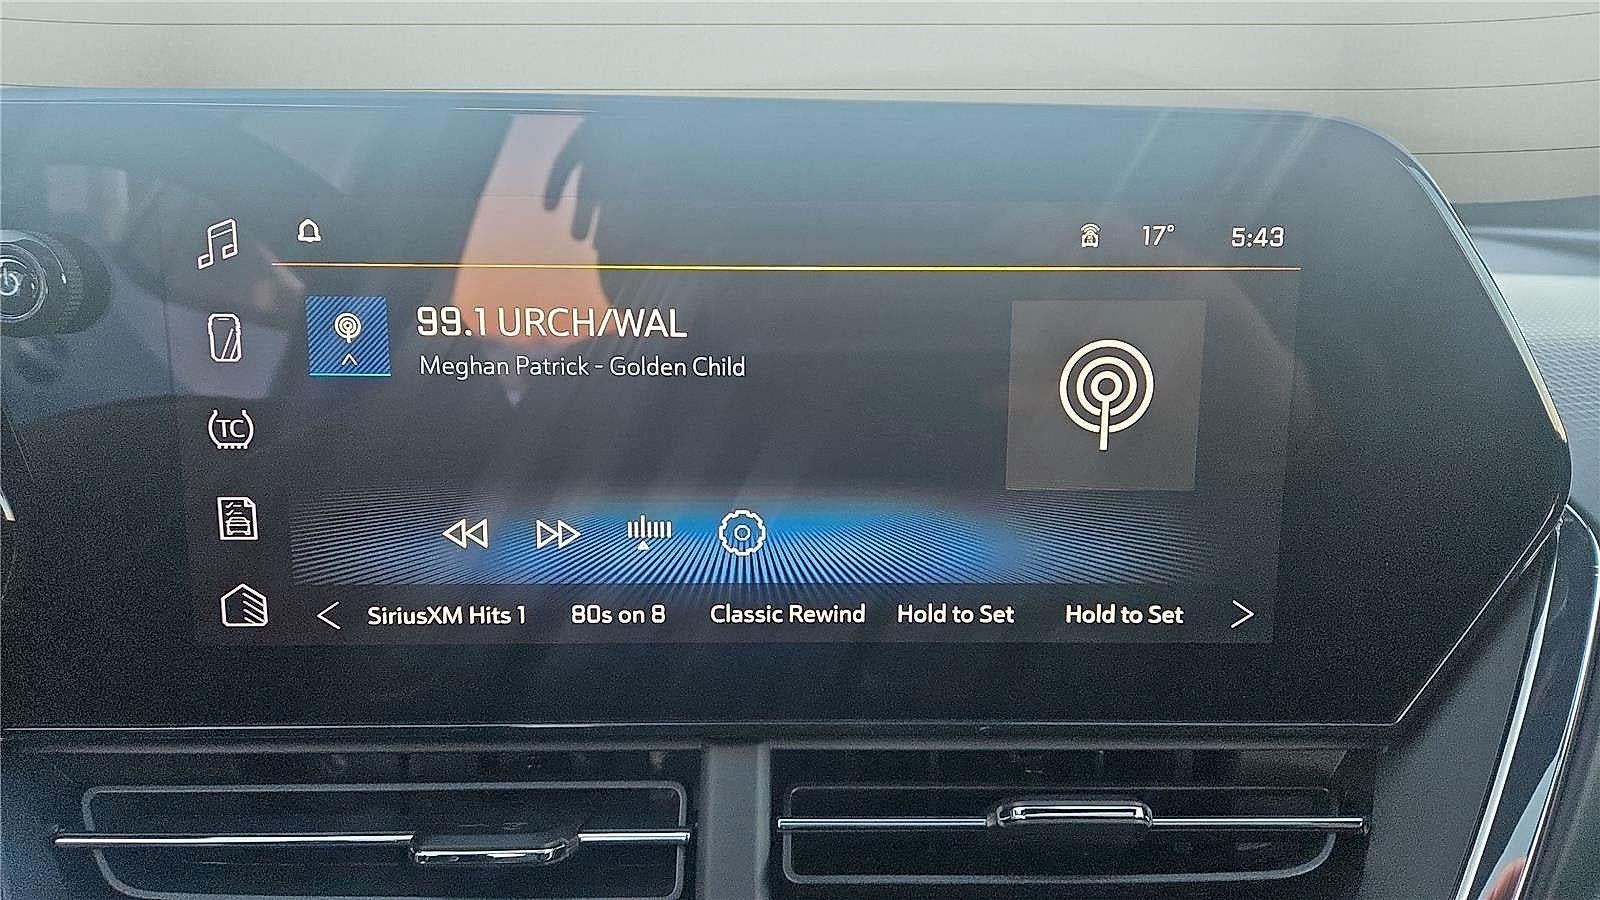 17° 5:43
99.1 URCH/WAL
Meghan Patrick - Golden Child
TC
SiriusXM Hits 1 80s on 8 Classic Rewind Hold to Set Hold to Set